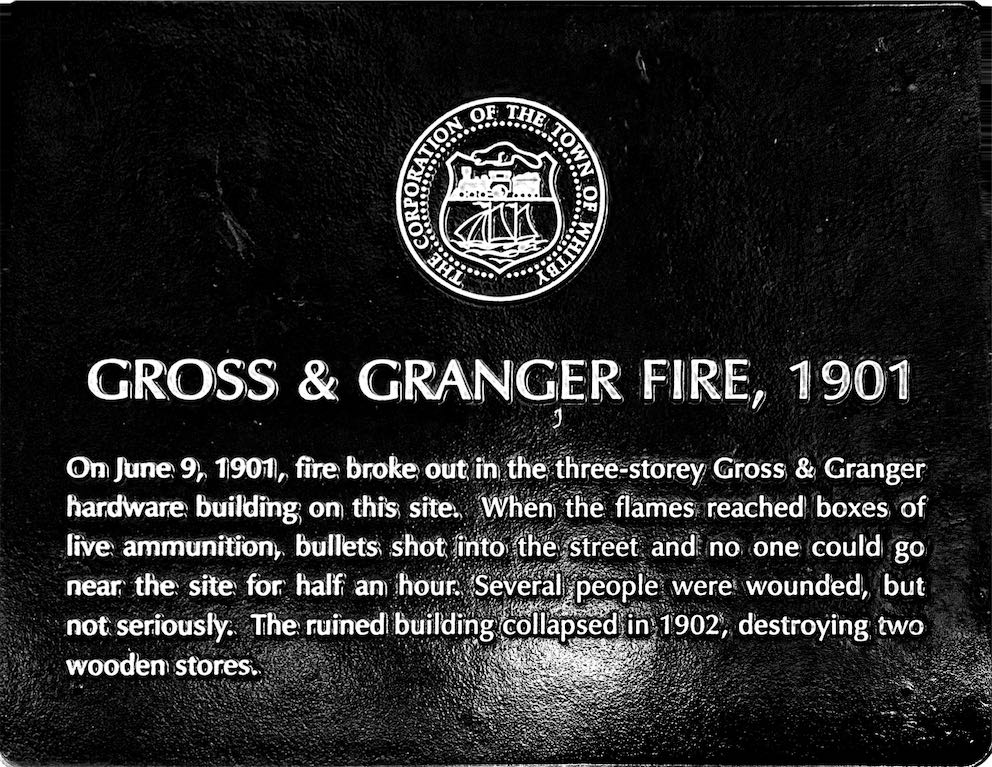 THE CORPORATION OF THE TOWN OF WHITBY
GROSS & GRANGER FIRE, 1901
On June 9, 1901, fire broke out in the three-storey Gross & Granger
hardware building on this site. When the flames reached boxes of
live ammunition, bullets shot into the street and no one could go
near the site for half an hour. Several people were wounded, but
not seriously. The ruined building collapsed in 1902, destroying two
wooden stores.